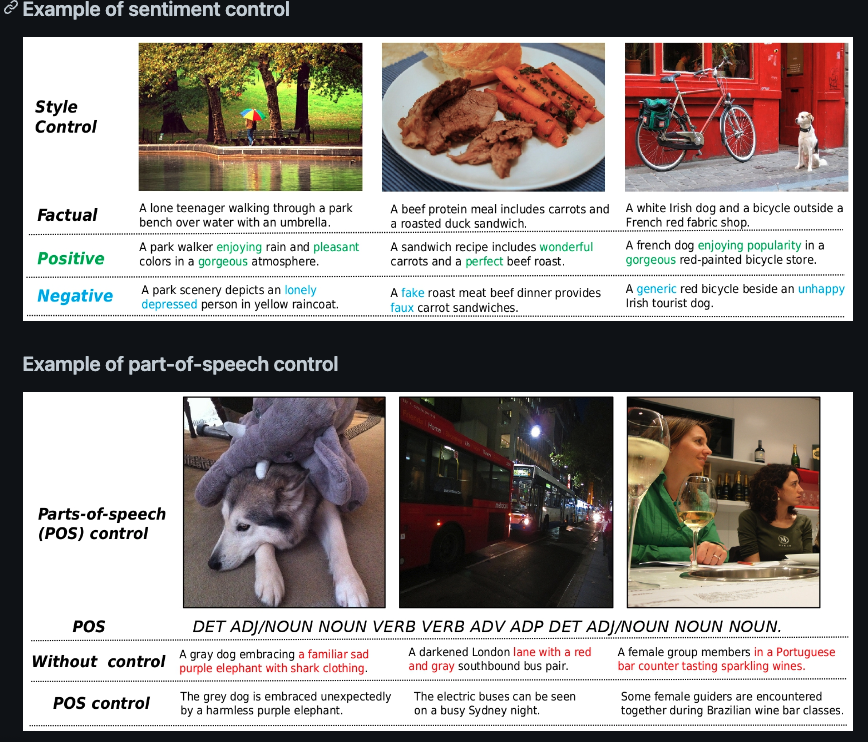 Example of sentiment control
Style
Control
Factual
A lone teenager walking through a park
bench over water with an umbrella.
A beef protein meal includes carrots and
a roasted duck sandwich.
A white Irish dog and a bicycle outside a
French red fabric shop.
Positive
A park walker enjoying rain and pleasant
colors in a gorgeous atmosphere.
A sandwich recipe includes wonderful
carrots and a perfect beef roast.
A french dog enjoying popularity in a
gorgeous red-painted bicycle store.
Negative
A park scenery depicts an lonely
depressed person in yellow raincoat.
A fake roast meat beef dinner provides
faux carrot sandwiches.
A generic red bicycle beside an unhappy
Irish tourist dog.
Example of part-of-speech control
Parts-of-speech
(POS) control
POS
DET ADJ/NOUN NOUN VERB VERB ADV ADP DET ADJ/NOUN NOUN NOUN.
Without control
A gray dog embracing a familiar sad
purple elephant with shark clothing.
A darkened London lane with a red
and gray southbound bus pair.
A female group members in a Portuguese
bar counter tasting sparkling wines.
POS control
The grey dog is embraced unexpectedly
by a harmless purple elephant.
The electric buses can be seen
on a busy Sydney night.
Some female guiders are encountered
together during Brazilian wine bar classes.